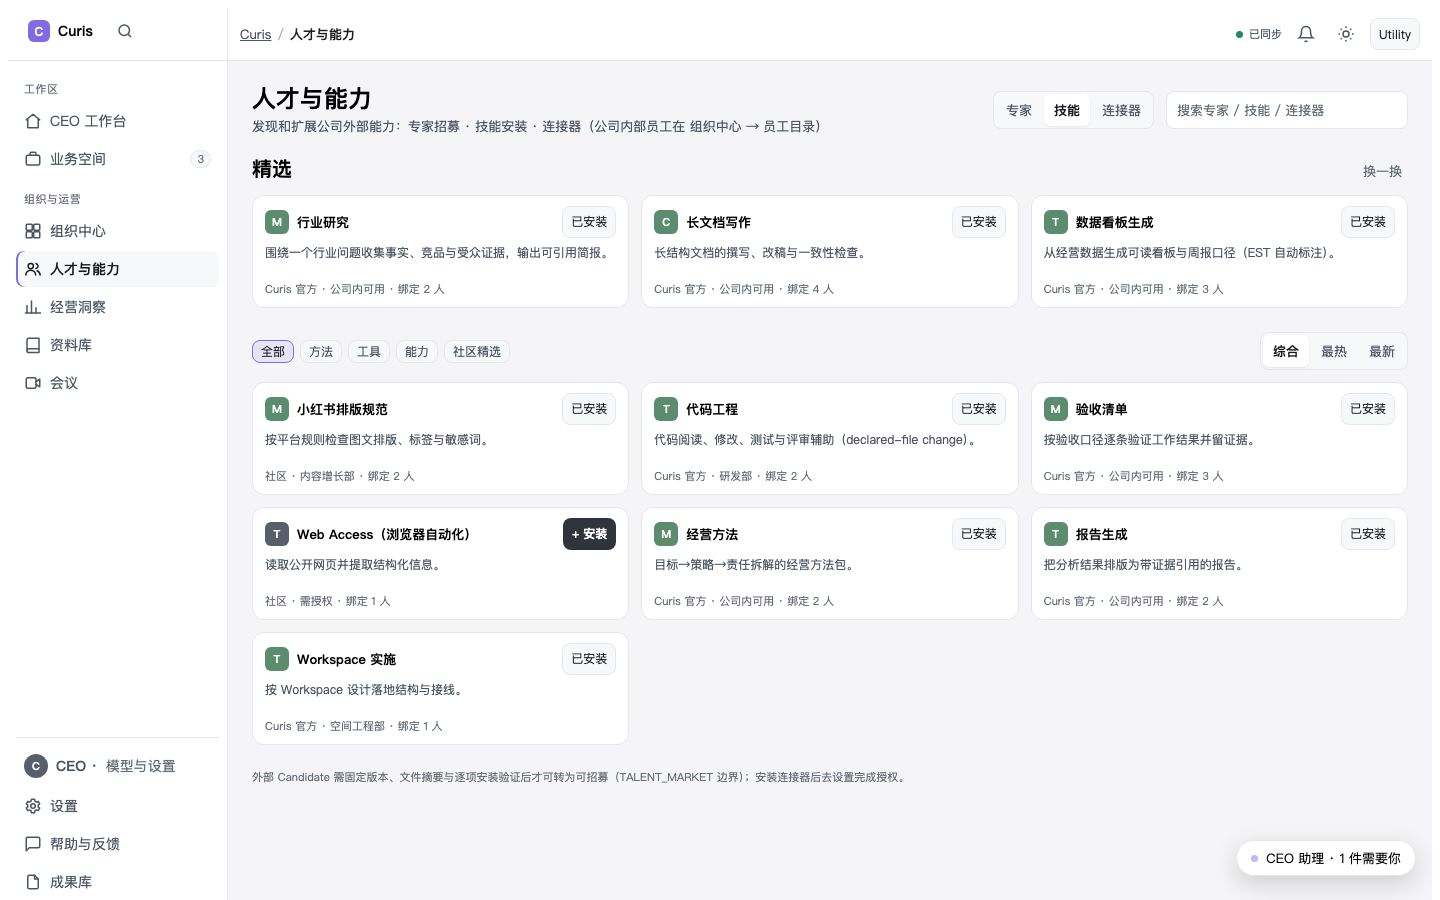 C Curis
Curis / 人才与能力
已同步
Utility
工作区
CEO 工作台
业务空间 3
组织与运营
组织中心
人才与能力
经营洞察
资料库
会议
C CEO · 模型与设置
设置
帮助与反馈
成果库
人才与能力
发现和扩展公司外部能力：专家招募 · 技能安装 · 连接器（公司内部员工在 组织中心 → 员工目录）
专家 技能 连接器
搜索专家 / 技能 / 连接器
精选
换一换
M 行业研究 已安装
围绕一个行业问题收集事实、竞品与受众证据，输出可引用简报。
Curis 官方 · 公司内可用 · 绑定 2 人
C 长文档写作 已安装
长结构文档的撰写、改稿与一致性检查。
Curis 官方 · 公司内可用 · 绑定 4 人
T 数据看板生成 已安装
从经营数据生成可读看板与周报口径（EST 自动标注）。
Curis 官方 · 公司内可用 · 绑定 3 人
全部 方法 工具 能力 社区精选
综合 最热 最新
M 小红书排版规范 已安装
按平台规则检查图文排版、标签与敏感词。
社区 · 内容增长部 · 绑定 2 人
T 代码工程 已安装
代码阅读、修改、测试与评审辅助（declared-file change）。
Curis 官方 · 研发部 · 绑定 2 人
M 验收清单 已安装
按验收口径逐条验证工作结果并留证据。
Curis 官方 · 公司内可用 · 绑定 3 人
T Web Access（浏览器自动化） + 安装
读取公开网页并提取结构化信息。
社区 · 需授权 · 绑定 1 人
M 经营方法 已安装
目标→策略→责任拆解的经营方法包。
Curis 官方 · 公司内可用 · 绑定 2 人
T 报告生成 已安装
把分析结果排版为带证据引用的报告。
Curis 官方 · 公司内可用 · 绑定 2 人
T Workspace 实施 已安装
按 Workspace 设计落地结构与接线。
Curis 官方 · 空间工程部 · 绑定 1 人
外部 Candidate 需固定版本、文件摘要与逐项安装验证后才可转为可招募（TALENT_MARKET 边界）；安装连接器后去设置完成授权。
CEO 助理 · 1 件需要你